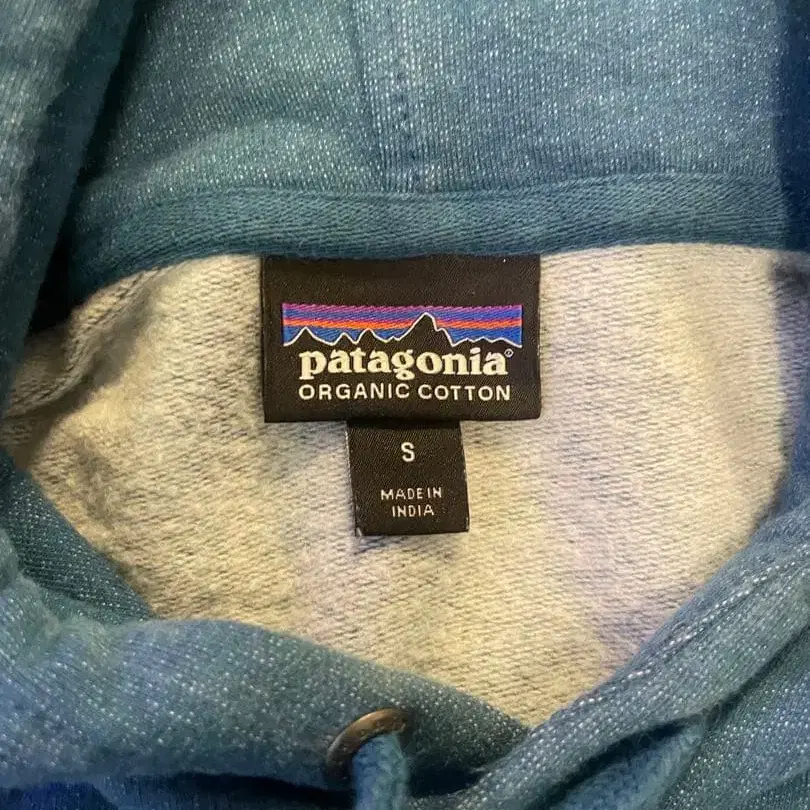 patagonia®
ORGANIC COTTON
S
MADE IN
INDIA